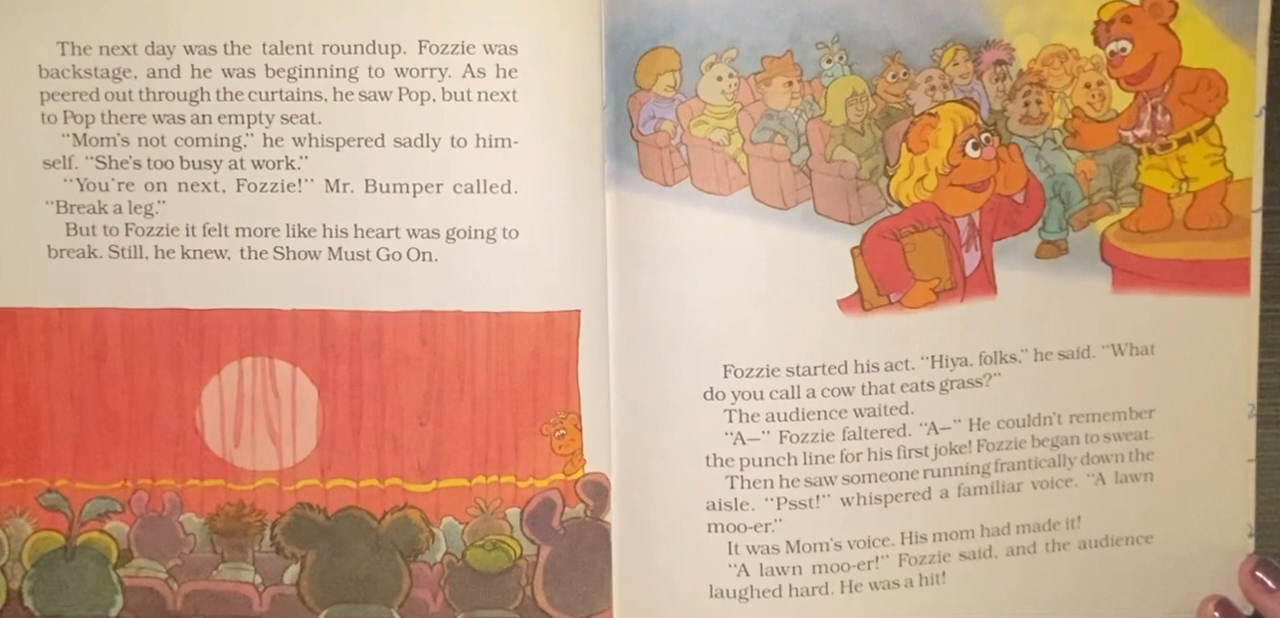 The next day was the talent roundup. Fozzie was
backstage, and he was beginning to worry. As he
peered out through the curtains, he saw Pop, but next
to Pop there was an empty seat.
"Mom's not coming," he whispered sadly to him-
self. "She's too busy at work."
"You're on next, Fozzie!" Mr. Bumper called.
"Break a leg."
But to Fozzie it felt more like his heart was going to
break. Still, he knew, the Show Must Go On.
Fozzie started his act. "Hiya, folks," he said. "What
do you call a cow that eats grass?"
The audience waited.
"A—" Fozzie faltered. "A—" He couldn't remember
the punch line for his first joke! Fozzie began to sweat.
Then he saw someone running frantically down the
aisle. "Psst!" whispered a familiar voice. "A lawn
moo-er."
It was Mom's voice. His mom had made it!
"A lawn moo-er!" Fozzie said, and the audience
laughed hard. He was a hit!